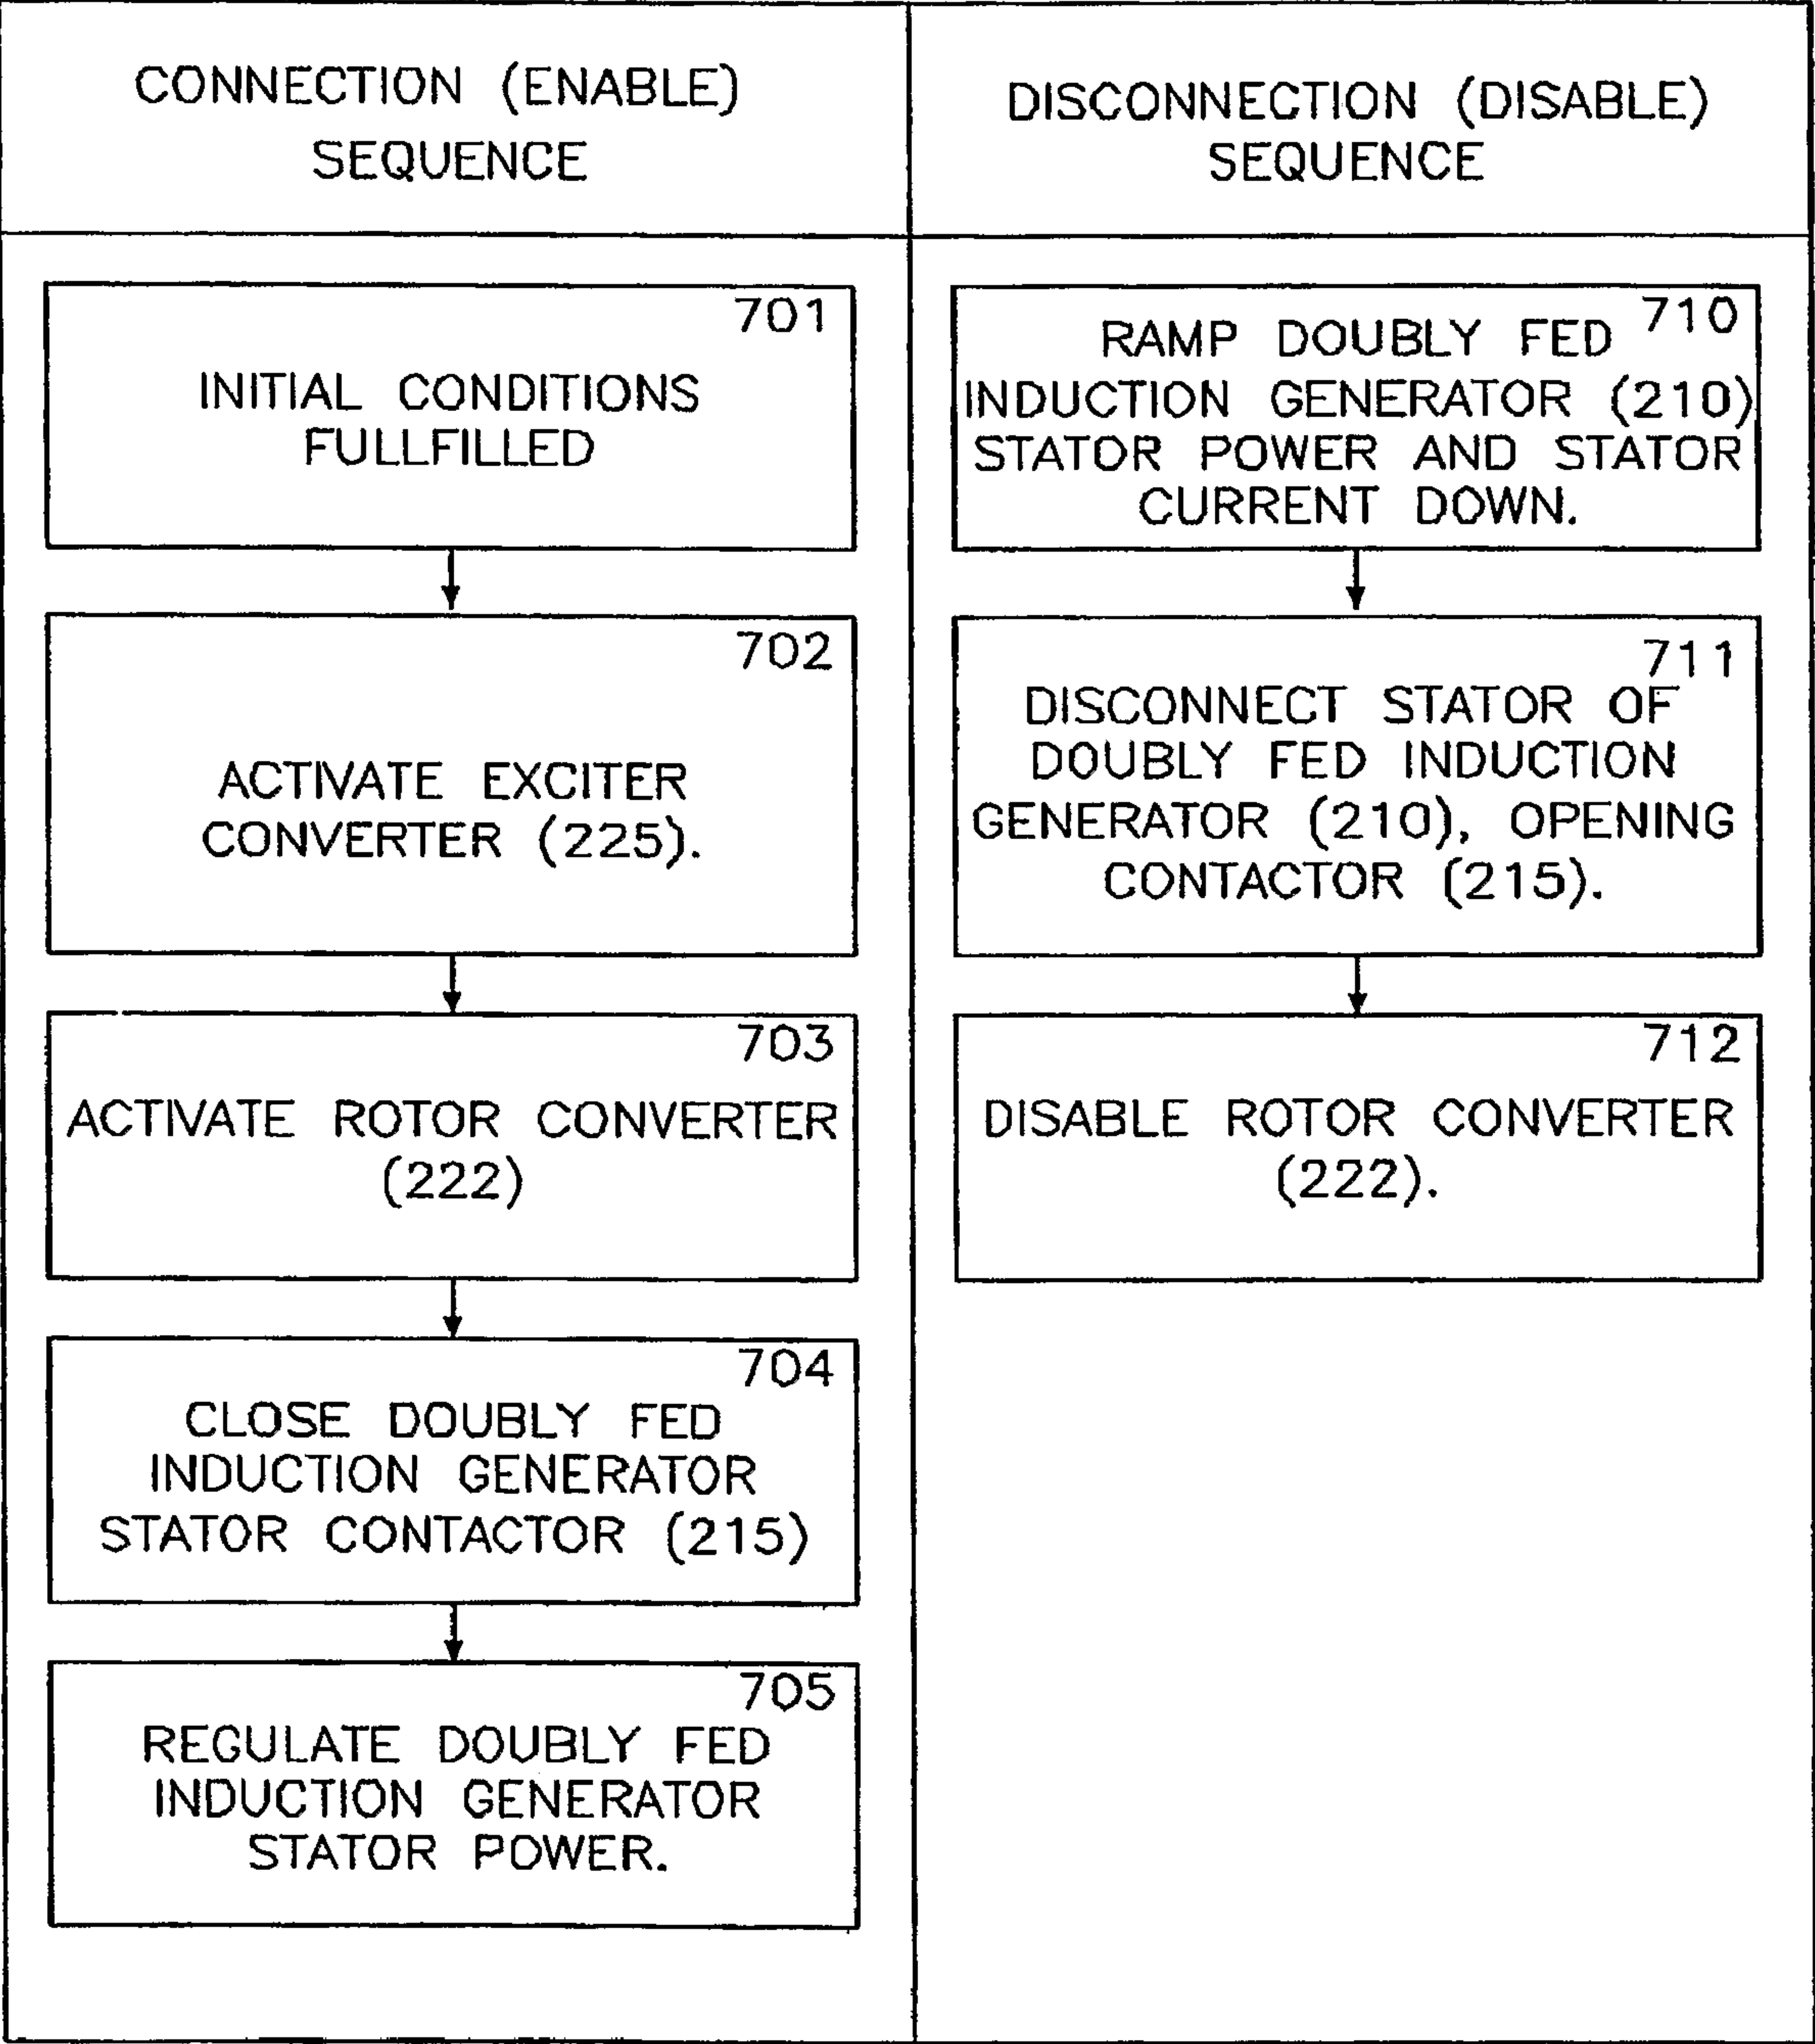 CONNECTION (ENABLE)
SEQUENCE
701
INITIAL CONDITIONS
FULLFILLED
702
ACTIVATE EXCITER
CONVERTER (225).
703
ACTIVATE ROTOR CONVERTER
(222)
704
CLOSE DOUBLY FED
INDUCTION GENERATOR
STATOR CONTACTOR (215)
705
REGULATE DOUBLY FED
INDUCTION GENERATOR
STATOR POWER.
DISCONNECTION (DISABLE)
SEQUENCE
710
RAMP DOUBLY FED
INDUCTION GENERATOR (210)
STATOR POWER AND STATOR
CURRENT DOWN.
711
DISCONNECT STATOR OF
DOUBLY FED INDUCTION
GENERATOR (210), OPENING
CONTACTOR (215).
712
DISABLE ROTOR CONVERTER
(222).